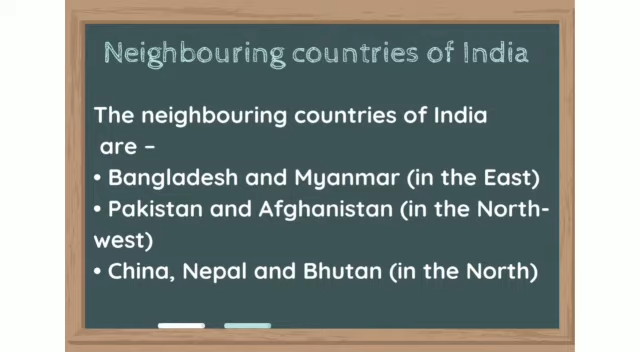 Neighbouring countries of India
The neighbouring countries of India
are –
• Bangladesh and Myanmar (in the East)
• Pakistan and Afghanistan (in the North-
west)
• China, Nepal and Bhutan (in the North)